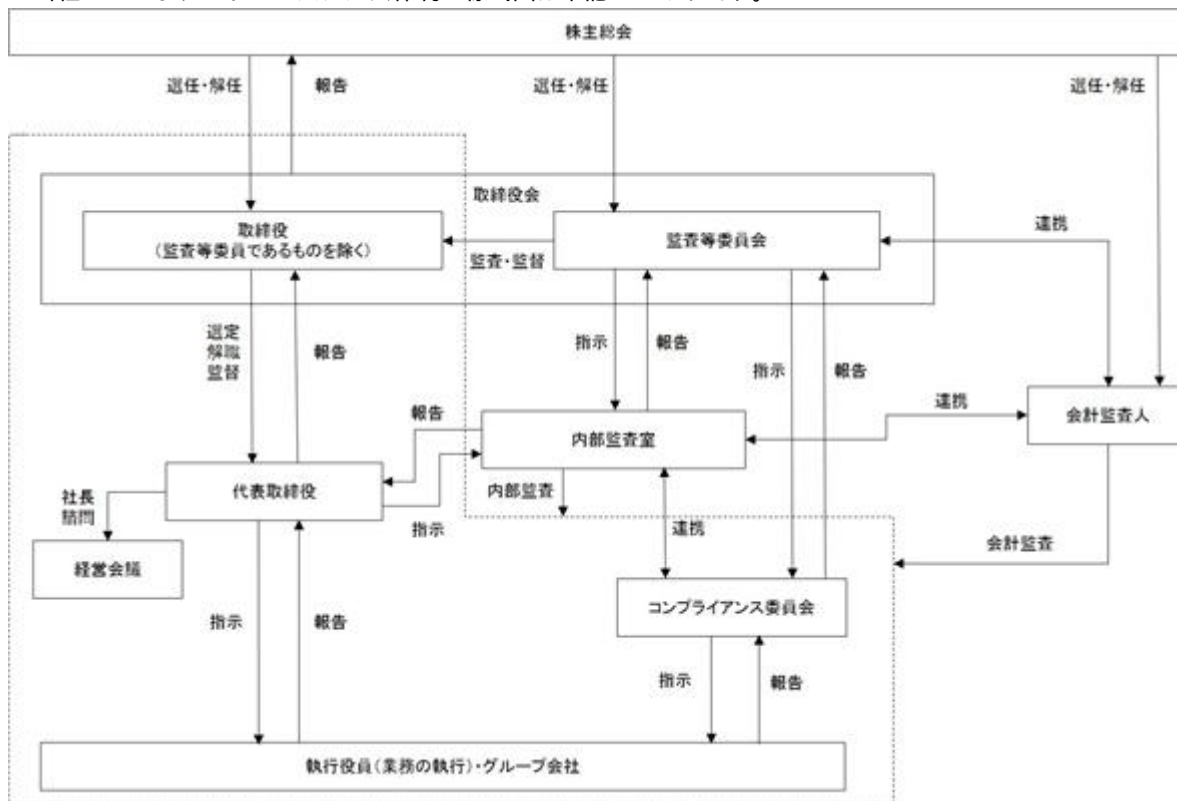 株主総会
選任・解任
報告
選任・解任
選任・解任
取締役会
取締役
(監査等委員であるものを除く)
監査・監督
監査等委員会
連携
選定
解職
監督
報告
指示
報告
指示
報告
報告
内部監査室
連携
会計監査人
代表取締役
指示
内部監査
社長
諮問
経営会議
連携
会計監査
コンプライアンス委員会
指示
報告
指示
報告
執行役員(業務の執行)・グループ会社